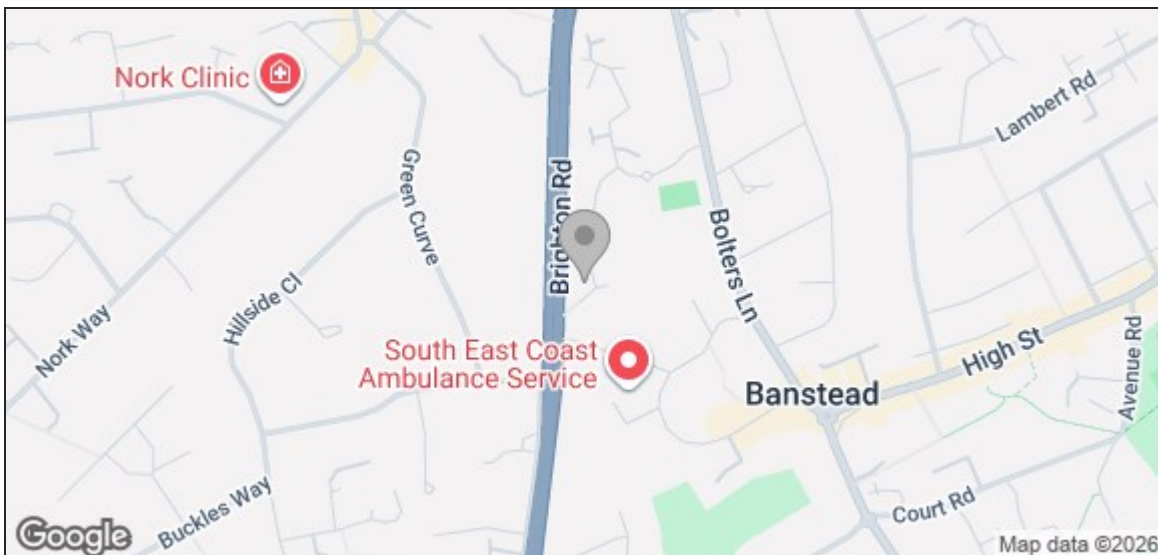 Nork Clinic
Lambert Rd
Green Curve
Brighton Rd
Bolters Ln
Hillside Cl
Nork Way
South East Coast
Ambulance Service
High St
Avenue Rd
Banstead
Buckles Way
Court Rd
Google
Map data ©2026